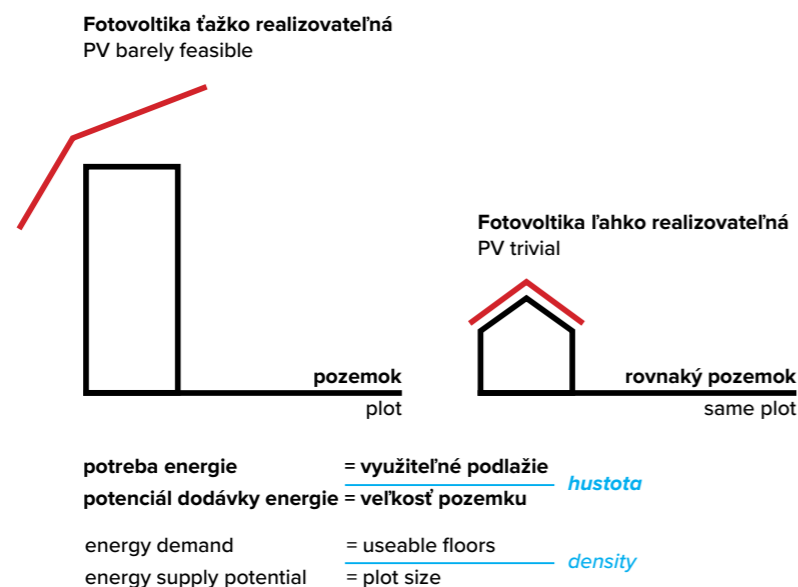 Fotovoltika ťažko realizovateľná
PV barely feasible
Fotovoltika ľahko realizovateľná
PV trivial
pozemok
plot
rovnaký pozemok
same plot
potreba energie = využiteľné podlažie
hustota
potenciál dodávky energie = veľkosť pozemku
energy demand = useable floors
density
energy supply potential = plot size